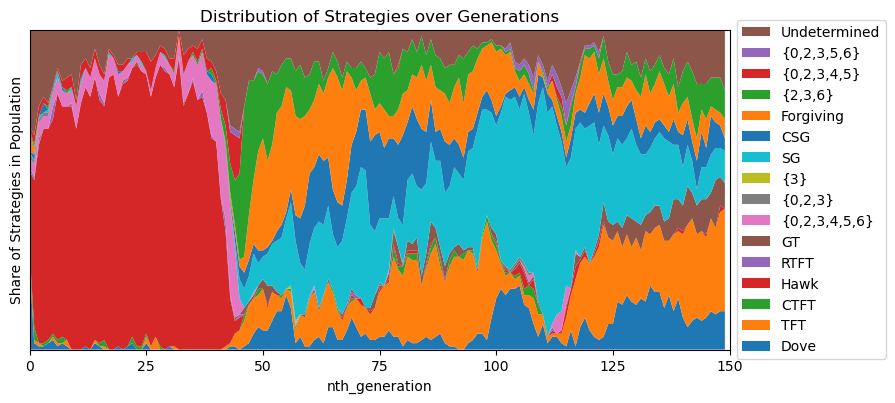 Distribution of Strategies over Generations
Share of Strategies in Population
0 25 50 75 100 125 150
nth_generation
Undetermined
{0,2,3,5,6}
{0,2,3,4,5}
{2,3,6}
Forgiving
CSG
SG
{3}
{0,2,3}
{0,2,3,4,5,6}
GT
RTFT
Hawk
CTFT
TFT
Dove